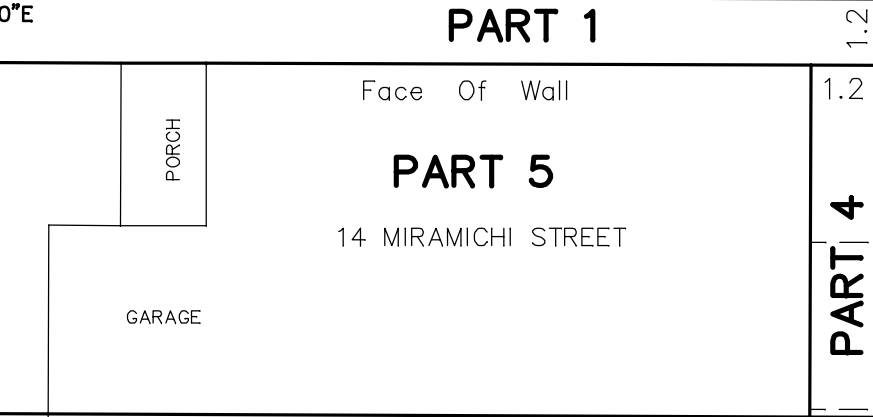 0"E
PART 1
1.2
Face Of Wall
1.2
PORCH
PART 5
14 MIRAMICHI STREET
PART 4
GARAGE